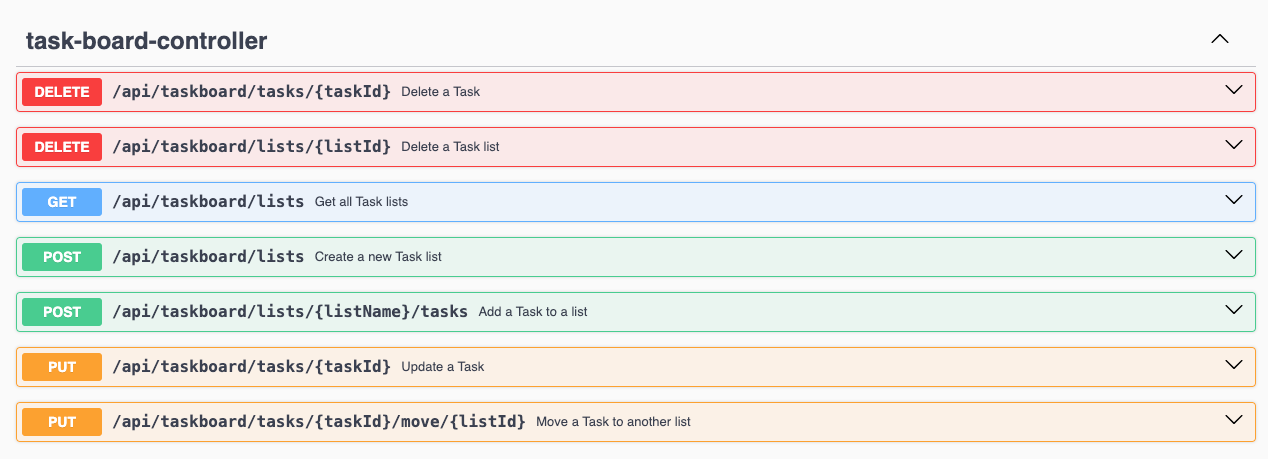 task-board-controller
DELETE /api/taskboard/tasks/{taskId} Delete a Task
DELETE /api/taskboard/lists/{listId} Delete a Task list
GET /api/taskboard/lists Get all Task lists
POST /api/taskboard/lists Create a new Task list
POST /api/taskboard/lists/{listName}/tasks Add a Task to a list
PUT /api/taskboard/tasks/{taskId} Update a Task
PUT /api/taskboard/tasks/{taskId}/move/{listId} Move a Task to another list